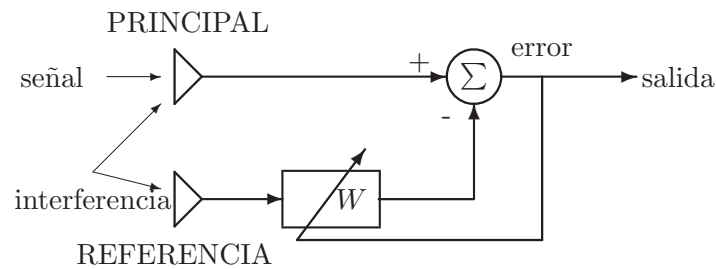 PRINCIPAL
error
señal
+
∑
salida
-
interferencia
W
REFERENCIA